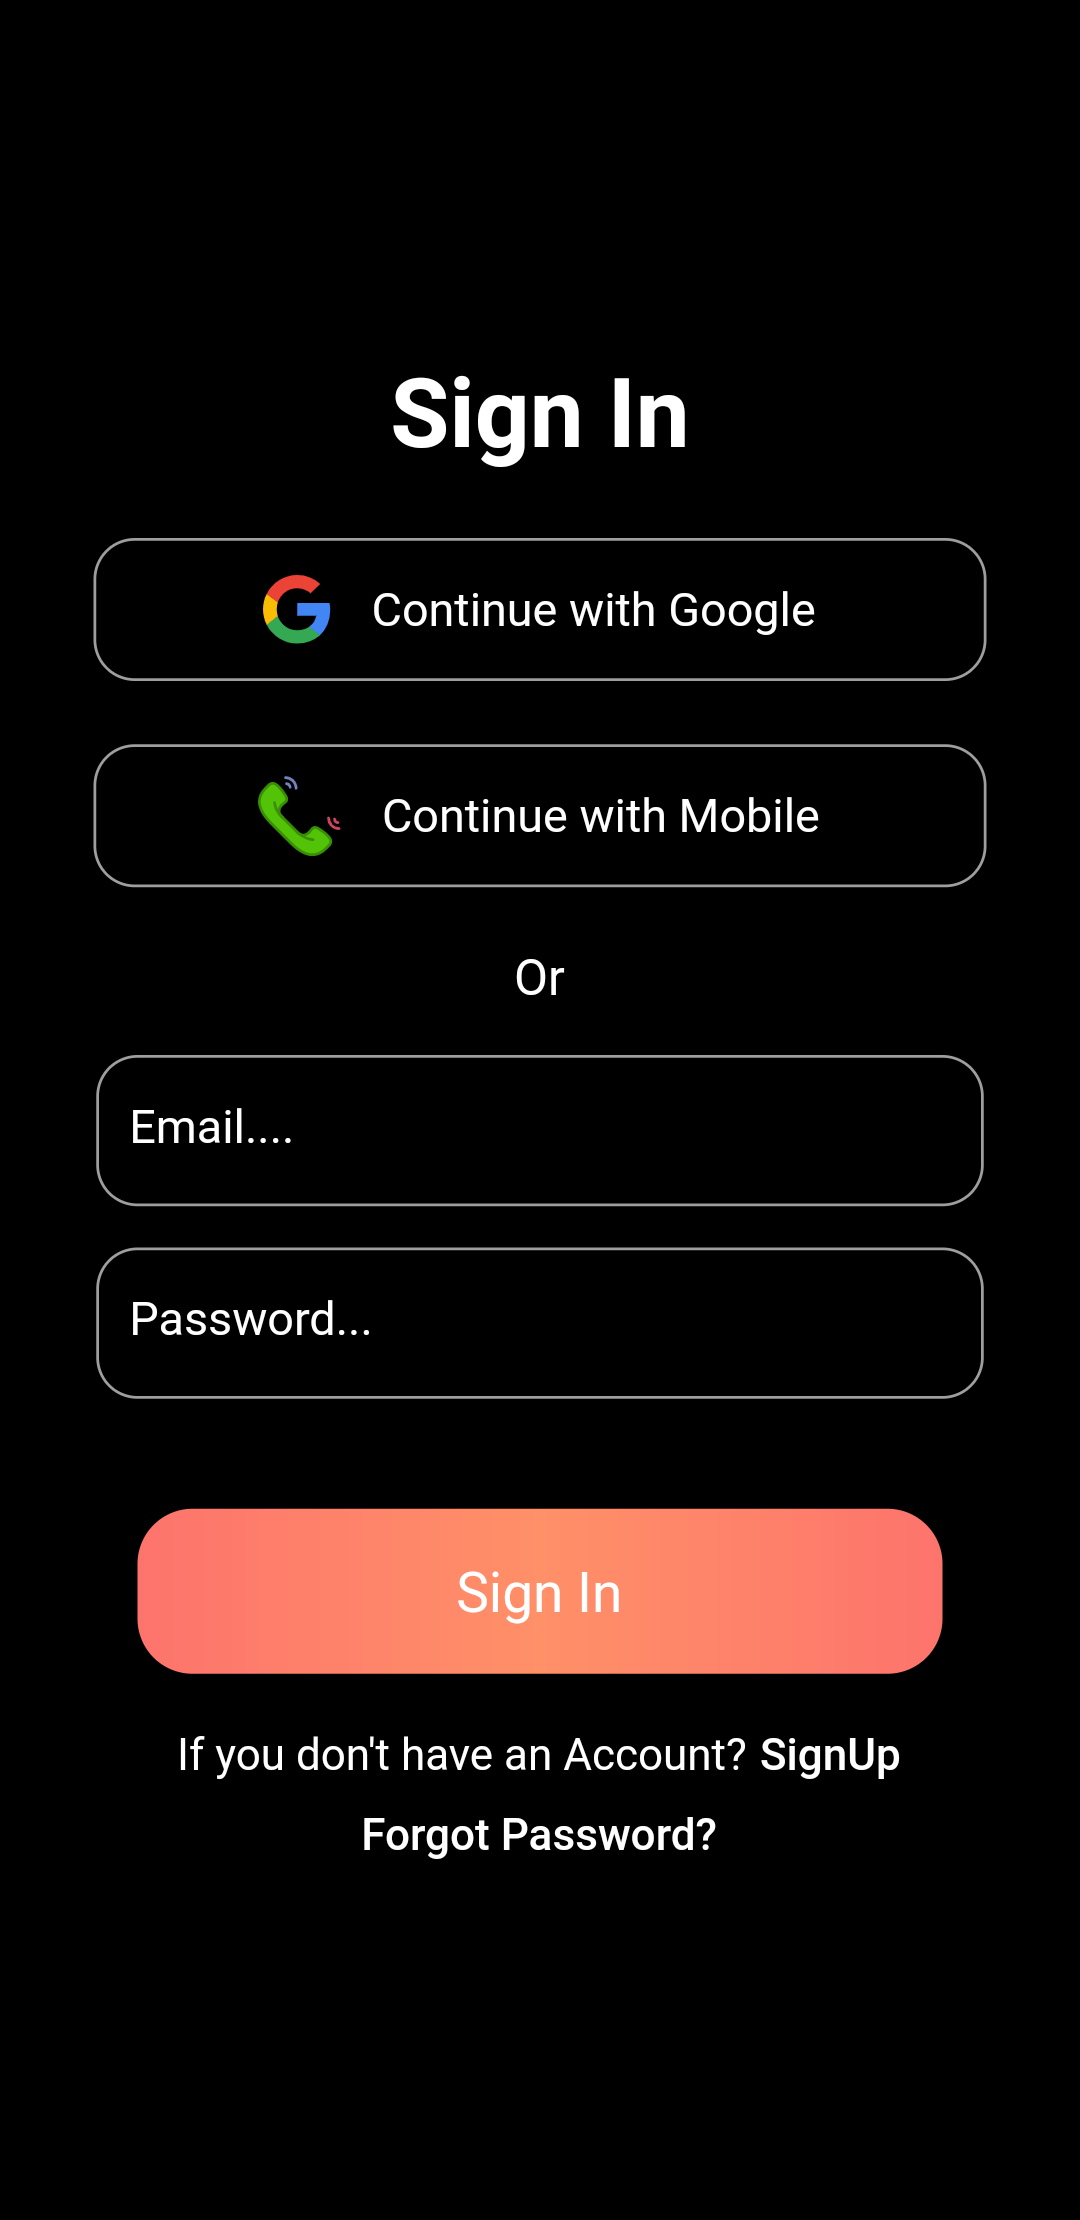 Sign In
Continue with Google
Continue with Mobile
Or
Email....
Password...
Sign In
If you don't have an Account? SignUp
Forgot Password?